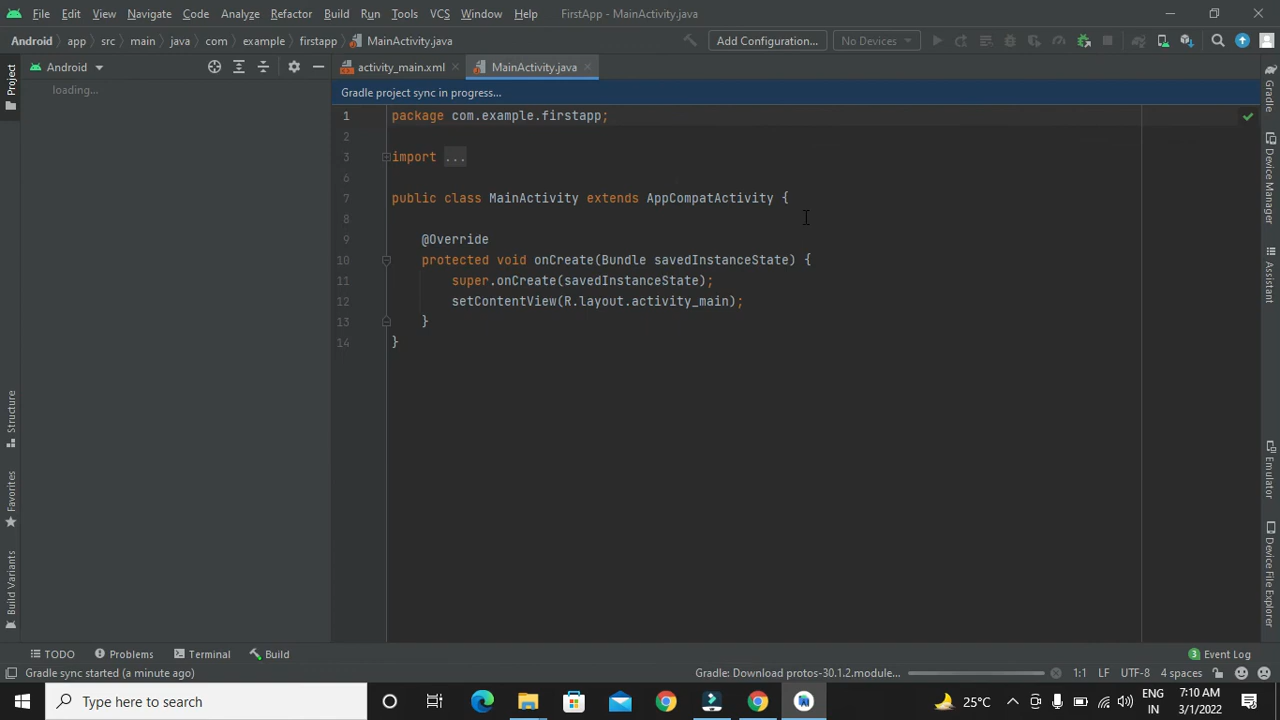 File Edit View Navigate Code Analyze Refactor Build Run Tools VCS Window Help FirstApp - MainActivity.java
Android app src main java com example firstapp MainActivity.java Add Configuration... No Devices
Project
Android
loading...
activity_main.xml MainActivity.java
Gradle project sync in progress...
1 package com.example.firstapp;
2
3 import ...
6
7 public class MainActivity extends AppCompatActivity {
8
9 @Override
10 protected void onCreate(Bundle savedInstanceState) {
11 super.onCreate(savedInstanceState);
12 setContentView(R.layout.activity_main);
13 }
14 }
Structure
Favorites
Build Variants
Gradle
Device Manager
Assistant
Emulator
Device File Explorer
TODO Problems Terminal Build 3 Event Log
Gradle sync started (a minute ago) Gradle: Download protos-30.1.2.module... 1:1 LF UTF-8 4 spaces
Type here to search 25°C ENG 7:10 AM
IN 3/1/2022